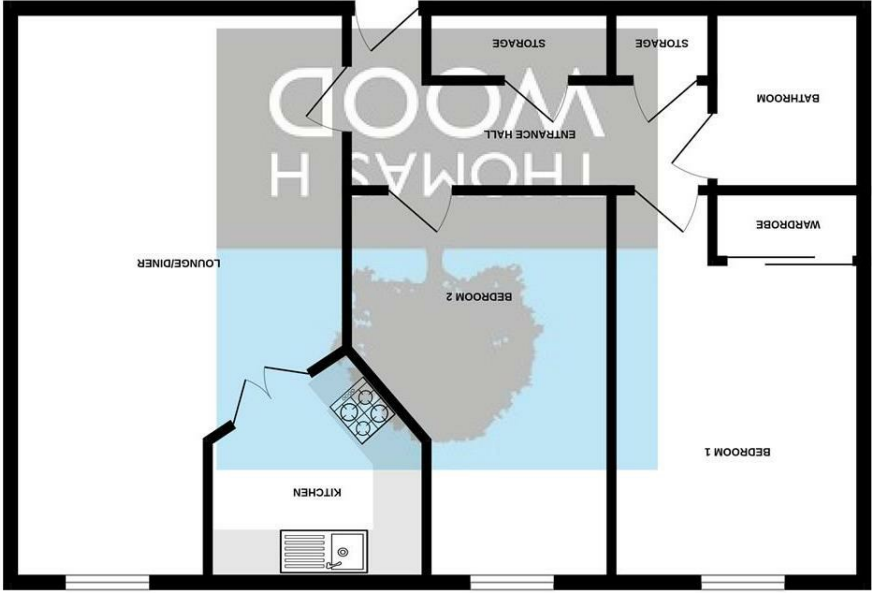 KITCHEN
BEDROOM 1
BEDROOM 2
LOUNGE/DINER
WARDROBE
THOMAS H
WOOD
ENTRANCE HALL
BATHROOM
STORAGE
STORAGE